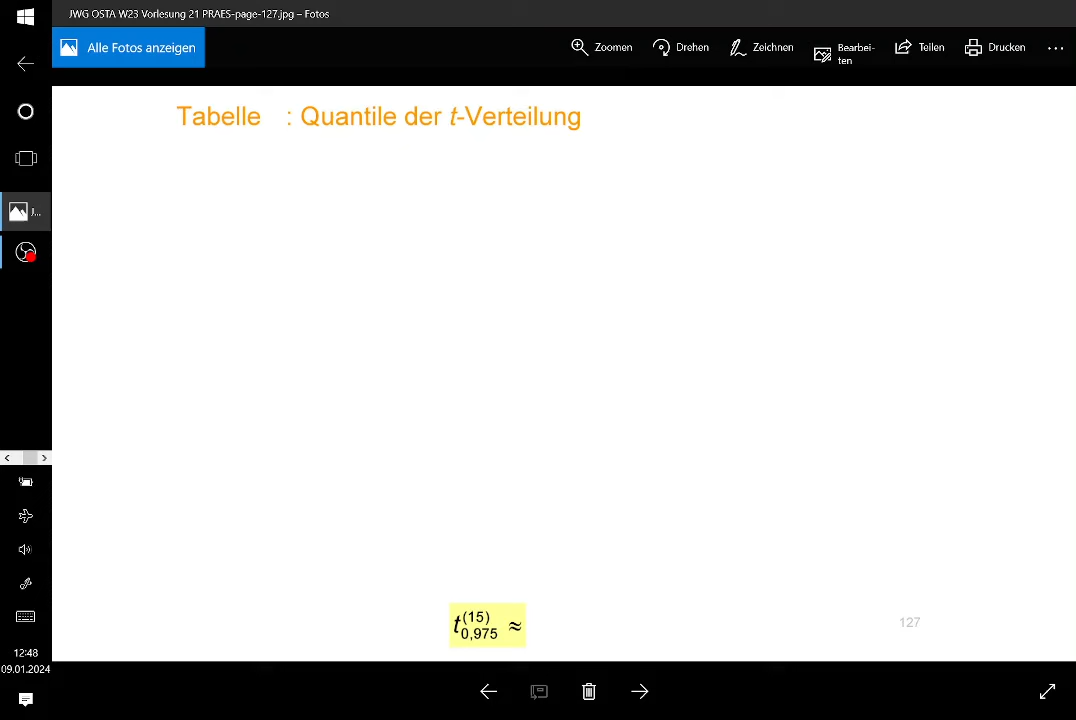 JWG OSTA W23 Vorlesung 21 PRAES-page-127.jpg – Fotos
Alle Fotos anzeigen
Zoomen
Drehen
Zeichnen
Bearbei-
ten
Teilen
Drucken
J...
Tabelle : Quantile der t-Verteilung
t_{0,975}^{(15)} ≈
127
12:48
09.01.2024